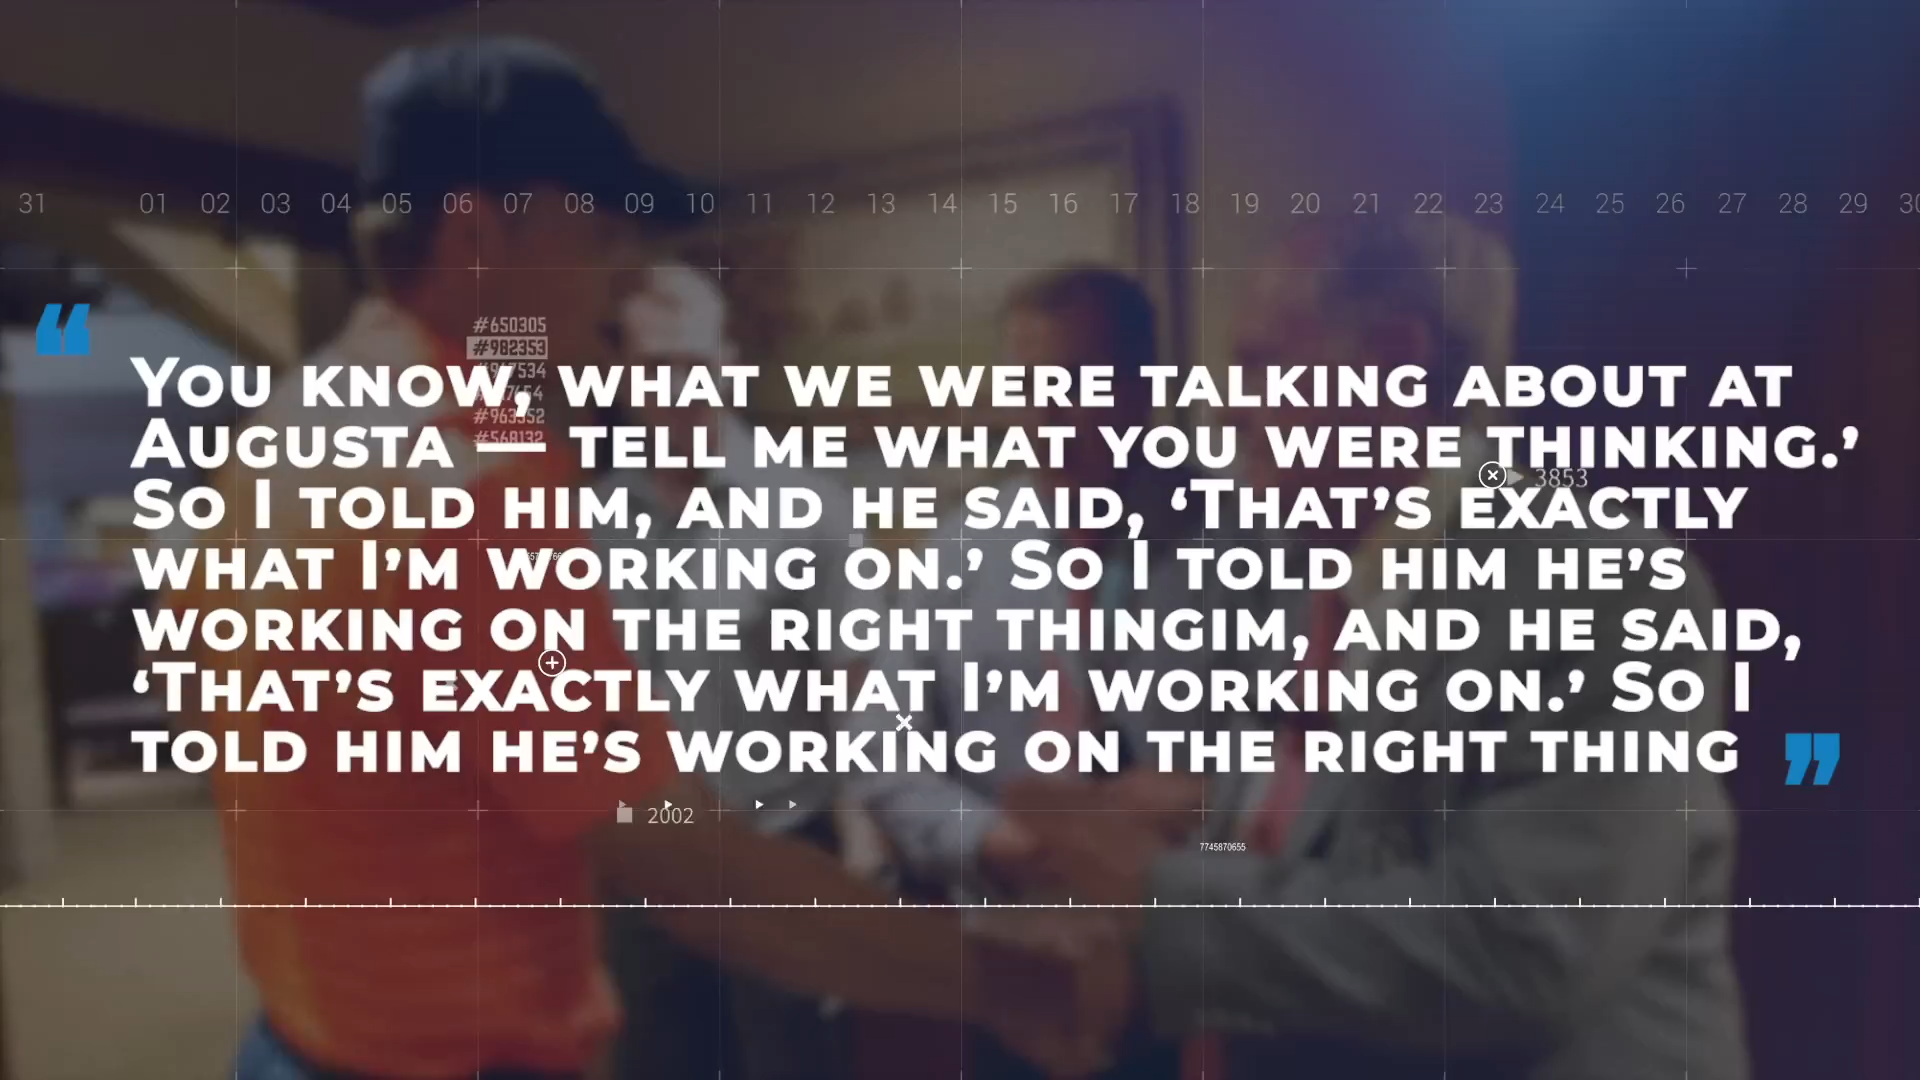 31 01 02 03 04 05 06 07 08 09 10 11 12 13 14 15 16 17 18 19 20 21 22 23 24 25 26 27 28 29 30
“
#650305
#982353
You know, what we were talking about at
#963552
Augusta — tell me what you were thinking.’
#568132
3853
So I told him, and he said, ‘That’s exactly
what I’m working on.’ So I told him he’s
working on the right thingim, and he said,
‘That’s exactly what I’m working on.’ So I
told him he’s working on the right thing ”
2002
7745870655